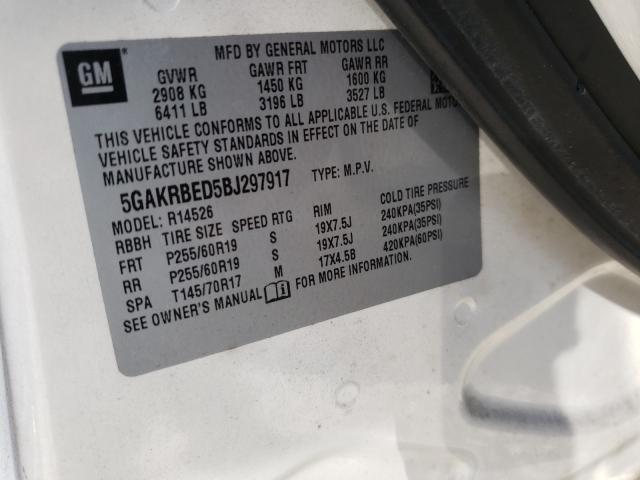 GM
MFD BY GENERAL MOTORS LLC
GVWR GAWR FRT GAWR RR
2908 KG 1450 KG 1600 KG
6411 LB 3196 LB 3527 LB
THIS VEHICLE CONFORMS TO ALL APPLICABLE U.S. FEDERAL MOTOR
VEHICLE SAFETY STANDARDS IN EFFECT ON THE DATE OF
MANUFACTURE SHOWN ABOVE.
5GAKRBED5BJ297917 TYPE: M.P.V.
MODEL: R14526
RBBH TIRE SIZE SPEED RTG RIM COLD TIRE PRESSURE
FRT P255/60R19 S 19X7.5J 240KPA(35PSI)
RR P255/60R19 S 19X7.5J 240KPA(35PSI)
SPA T145/70R17 M 17X4.5B 420KPA(60PSI)
SEE OWNER'S MANUAL FOR MORE INFORMATION.